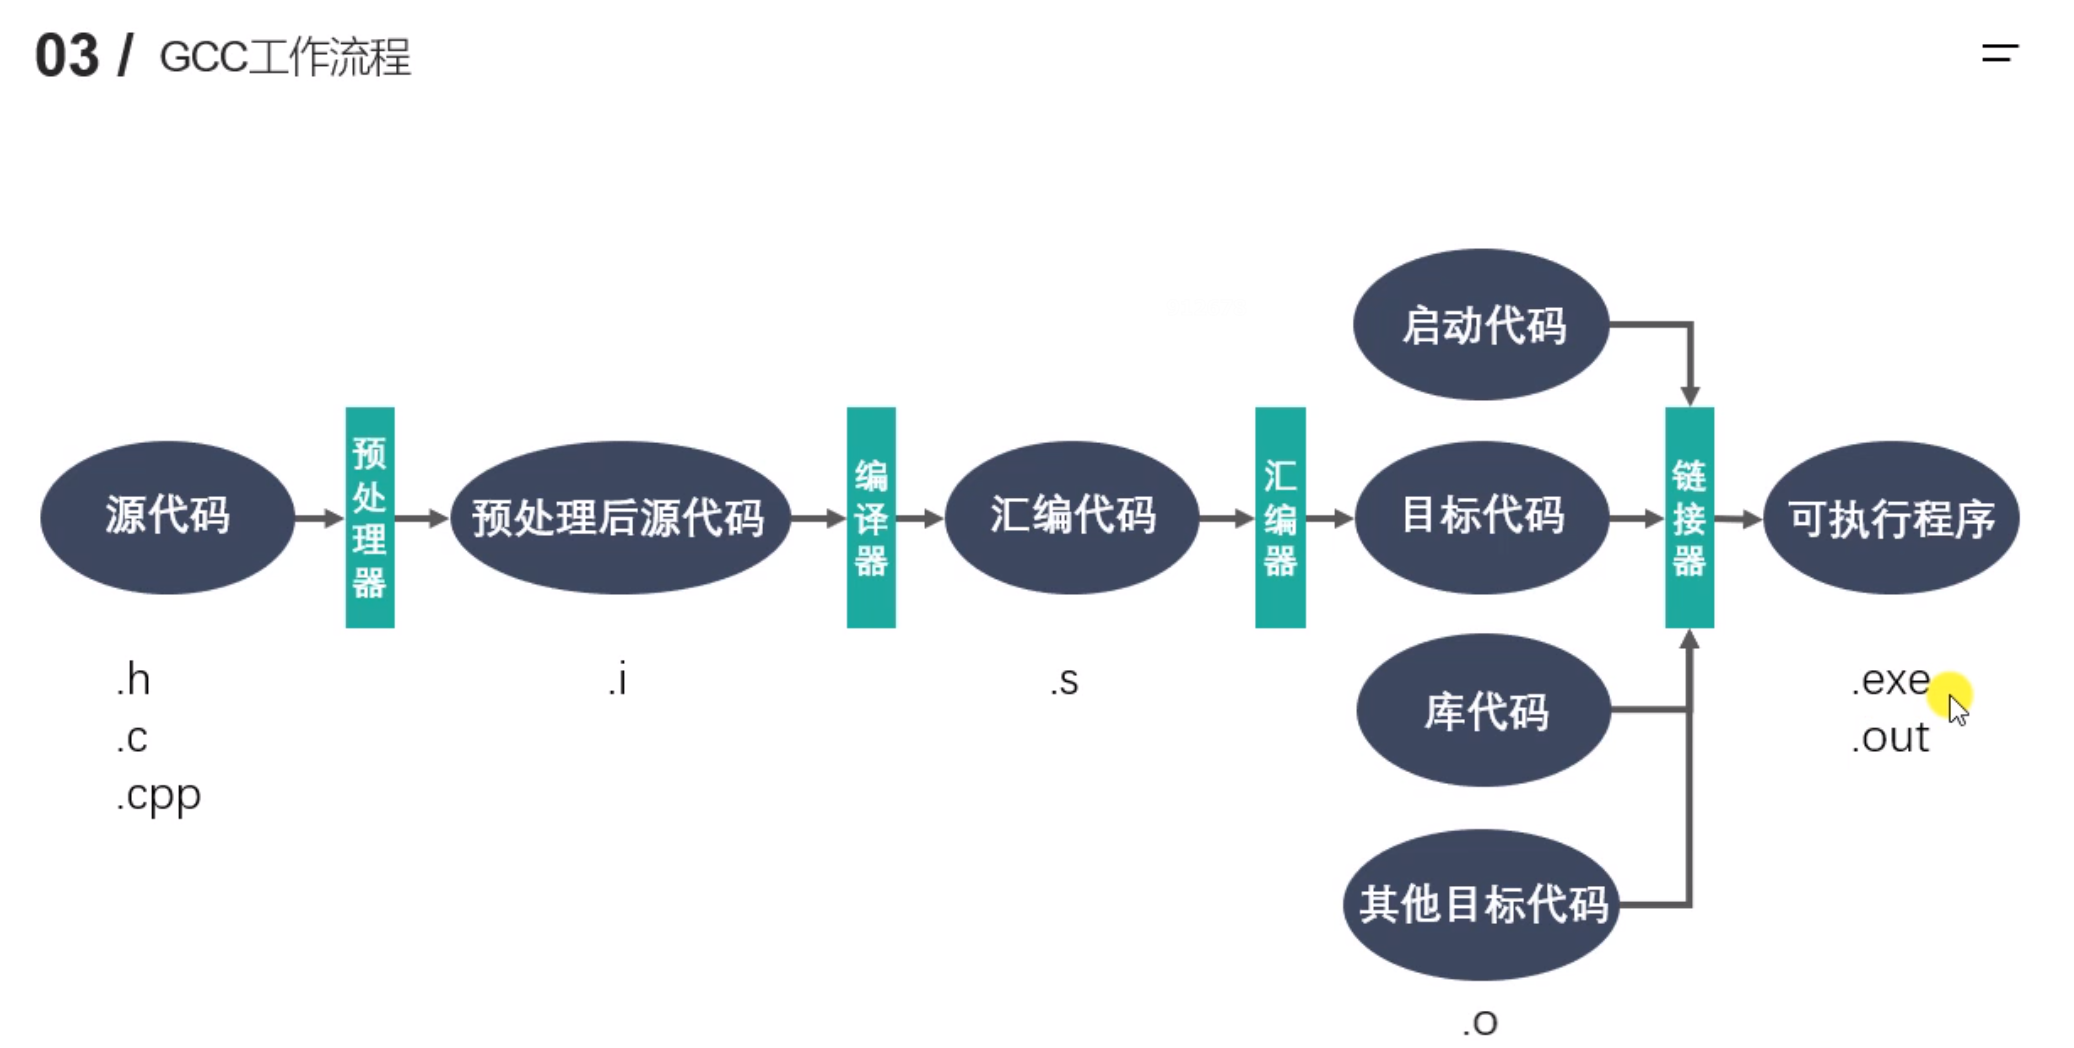 03 / GCC工作流程
启动代码
源代码
预处理器
预处理后源代码
编译器
汇编代码
汇编器
目标代码
链接器
可执行程序
.h
.c
.cpp
.i
.s
库代码
.exe
.out
其他目标代码
.o